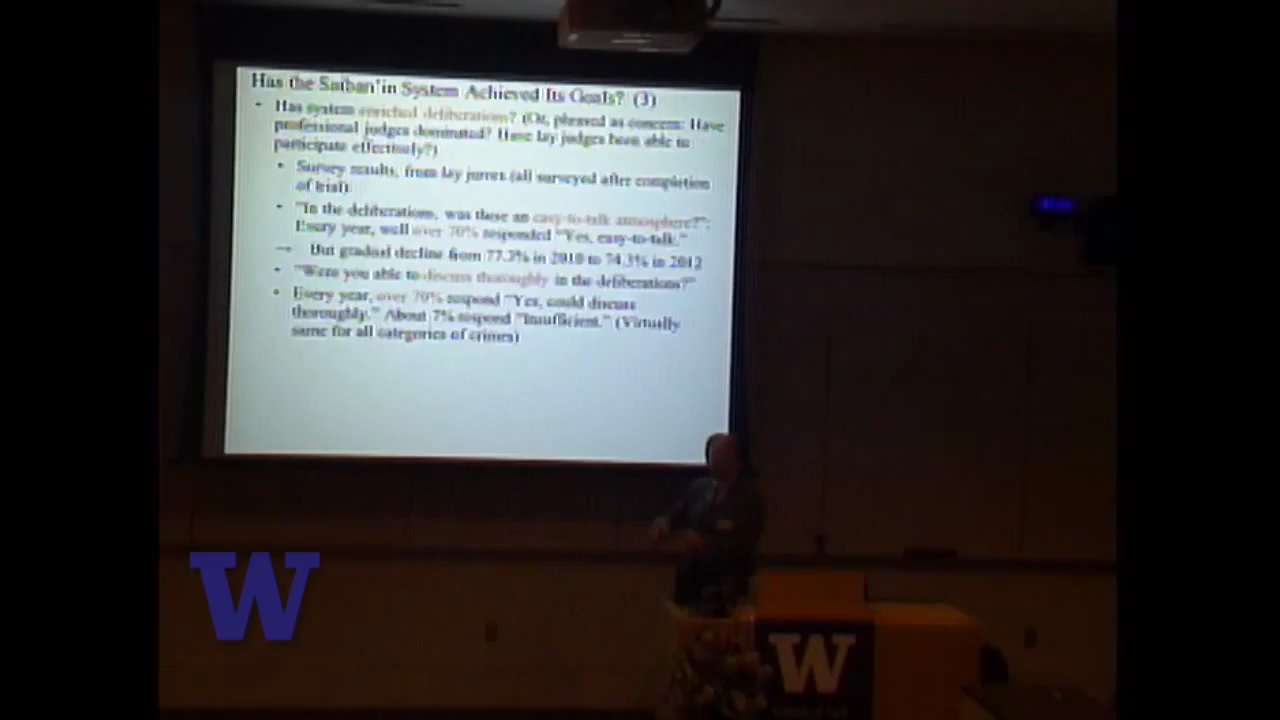 Has the Saiban'in System Achieved Its Goals? (3)
• Has system enriched deliberations? (Or, phrased as concern: Have
professional judges dominated? Have lay judges been able to
participate effectively?)
• Survey results, from lay jurors (all surveyed after completion
of trial):
• "In the deliberations, was there an easy-to-talk atmosphere?":
Every year, well over 70% responded "Yes, easy-to-talk."
→ But gradual decline from 77.3% in 2010 to 74.3% in 2012
• "Were you able to discuss thoroughly in the deliberations?"
• Every year, over 70% respond "Yes, could discuss
thoroughly." About 7% respond "Insufficient." (Virtually
same for all categories of crimes)
W
W